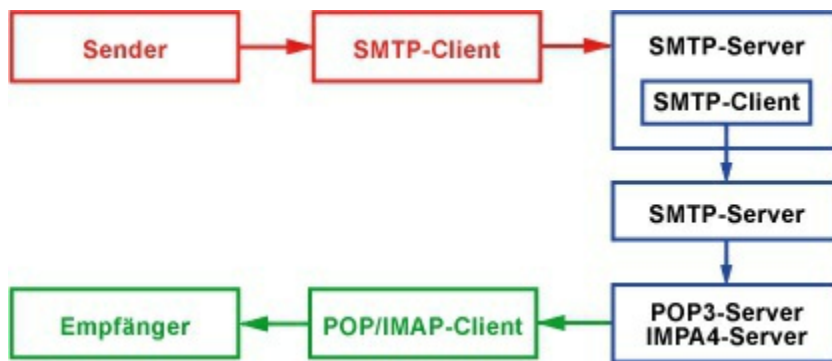 Sender
SMTP-Client
SMTP-Server
SMTP-Client
SMTP-Server
Empfänger
POP/IMAP-Client
POP3-Server
IMPA4-Server